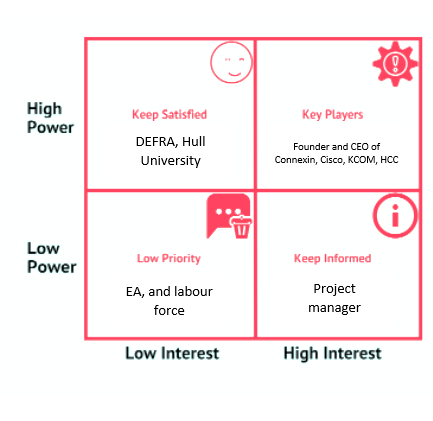 High
Power
Keep Satisfied
DEFRA, Hull
University
Key Players
Founder and CEO of
Connexin, Cisco, KCOM, HCC
Low
Power
Low Priority
EA, and labour
force
Keep Informed
Project
manager
Low Interest
High Interest